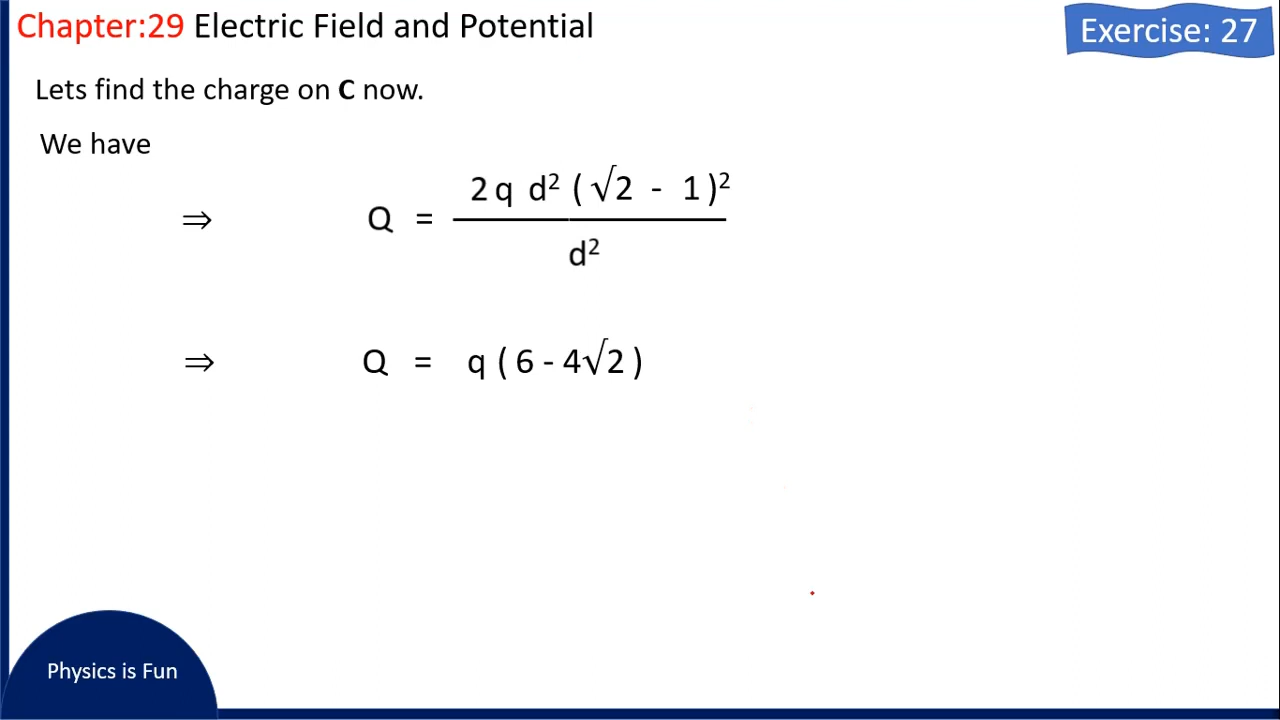 Chapter:29 Electric Field and Potential
Exercise: 27
Lets find the charge on C now.
We have
2 q d² ( √2 - 1 )²
⇒ Q =
d²
⇒ Q = q ( 6 - 4√2 )
Physics is Fun